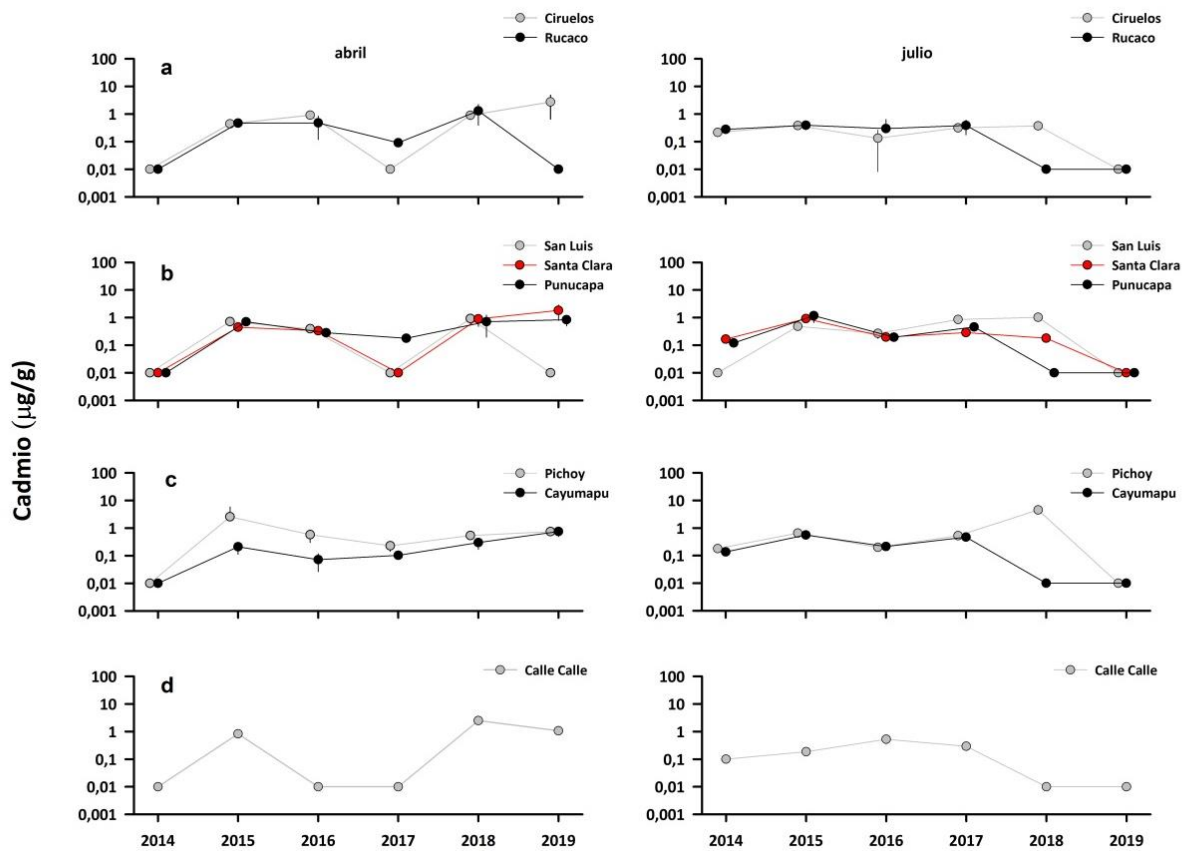 Cadmio (µg/g)
abril
a
Ciruelos
Rucaco
100
10
1
0,1
0,01
0,001
julio
Ciruelos
Rucaco
100
10
1
0,1
0,01
0,001
b
San Luis
Santa Clara
Punucapa
100
10
1
0,1
0,01
0,001
San Luis
Santa Clara
Punucapa
100
10
1
0,1
0,01
0,001
c
Pichoy
Cayumapu
100
10
1
0,1
0,01
0,001
Pichoy
Cayumapu
100
10
1
0,1
0,01
0,001
d
Calle Calle
100
10
1
0,1
0,01
0,001
2014 2015 2016 2017 2018 2019
Calle Calle
100
10
1
0,1
0,01
0,001
2014 2015 2016 2017 2018 2019